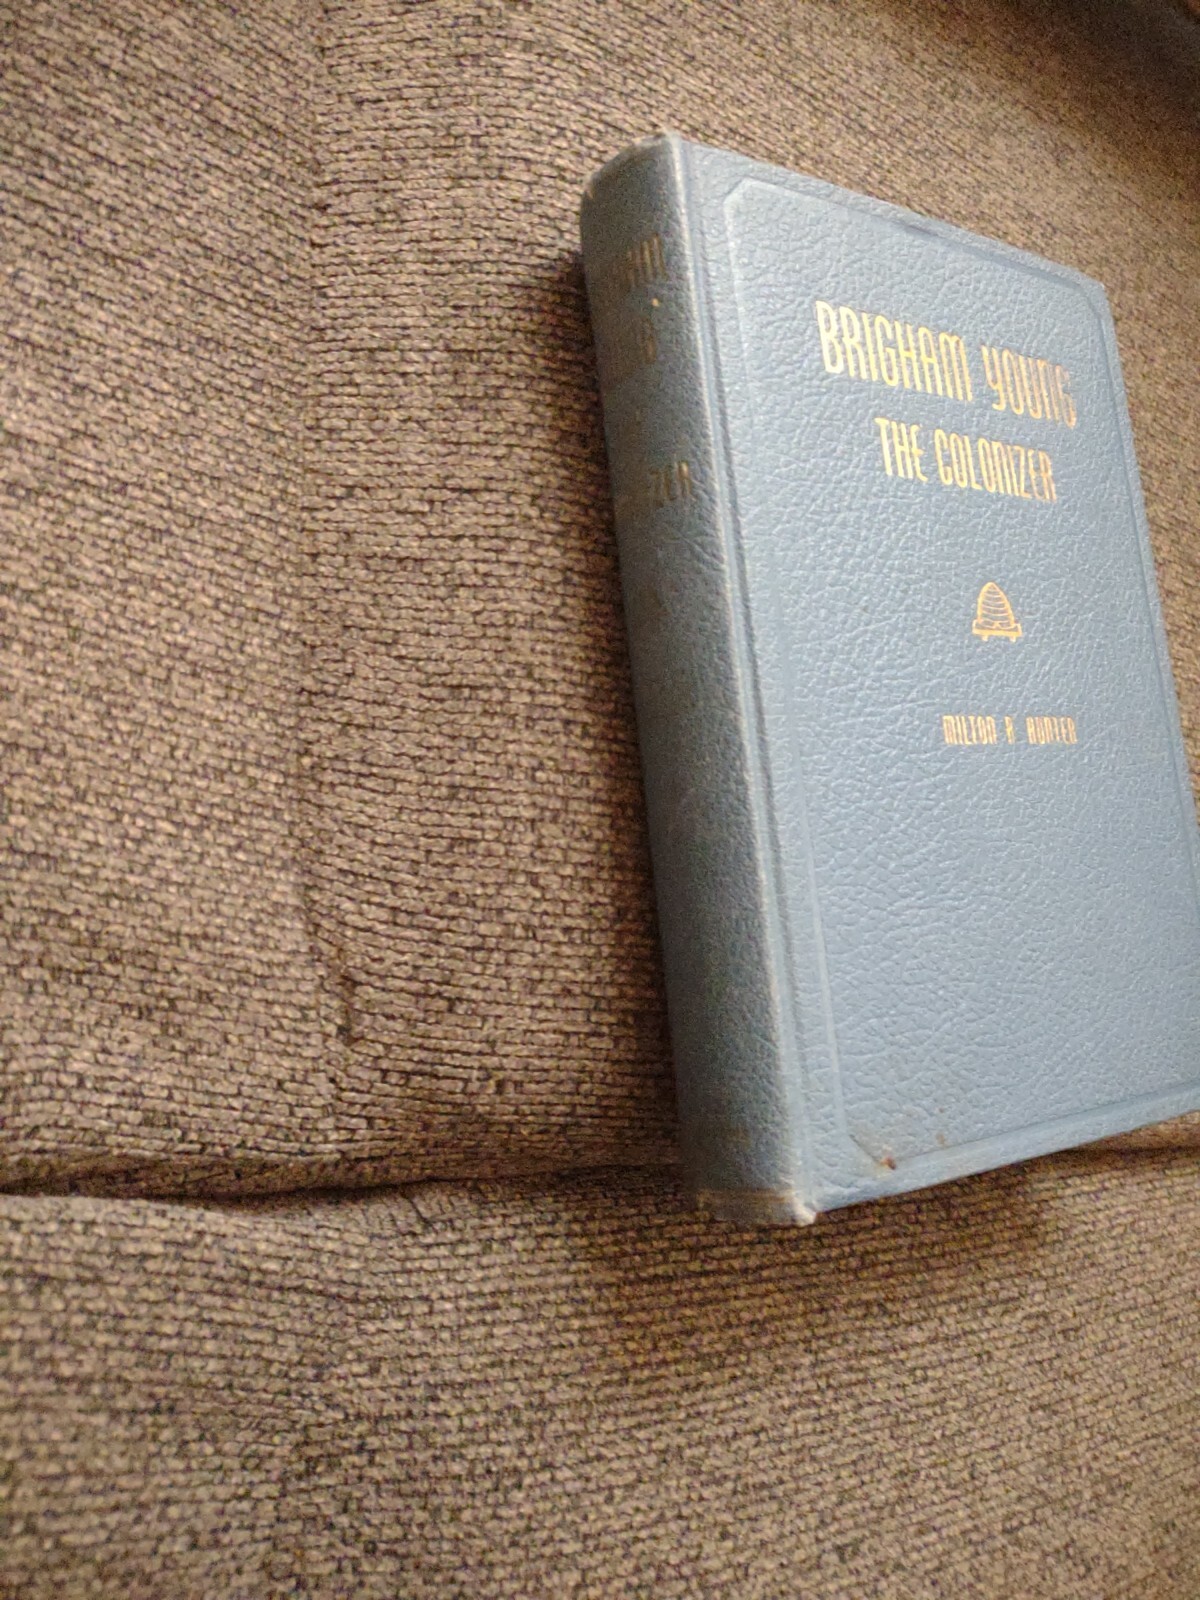 BRIGHAM YOUNG
THE COLONIZER
MILTON R HUNTER